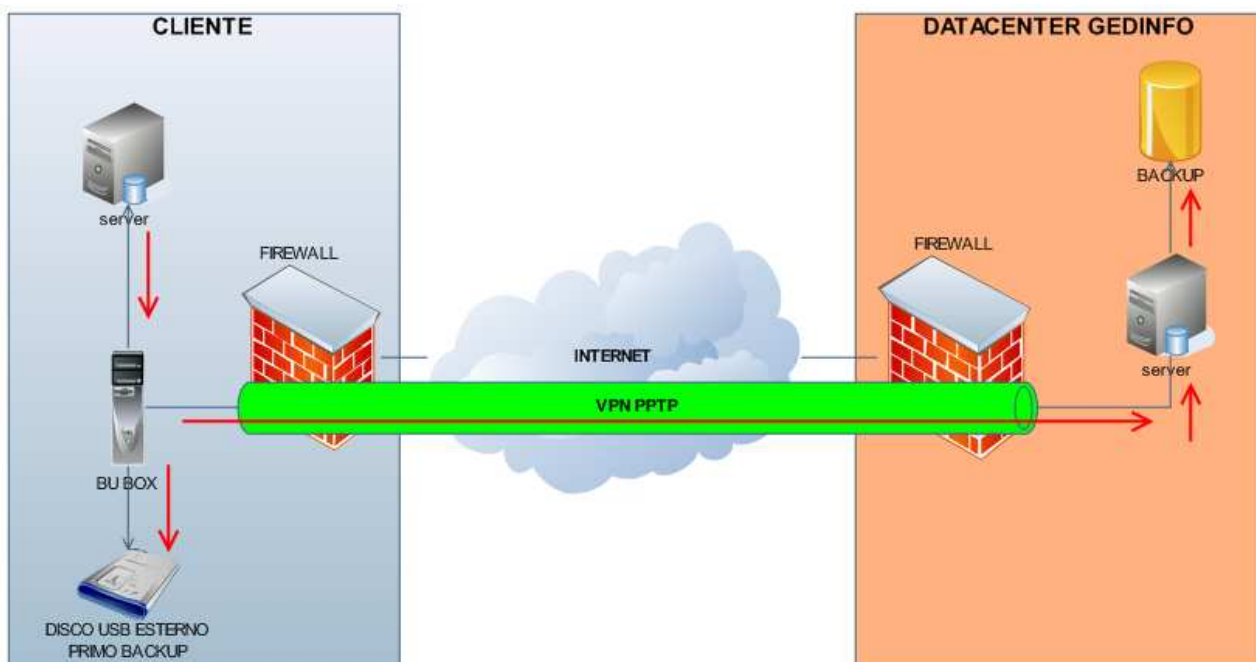 CLIENTE
DATACENTER GEDINFO
server
FIREWALL
BU BOX
DISCO USB ESTERNO
PRIMO BACKUP
INTERNET
VPN PPTP
FIREWALL
BACKUP
server